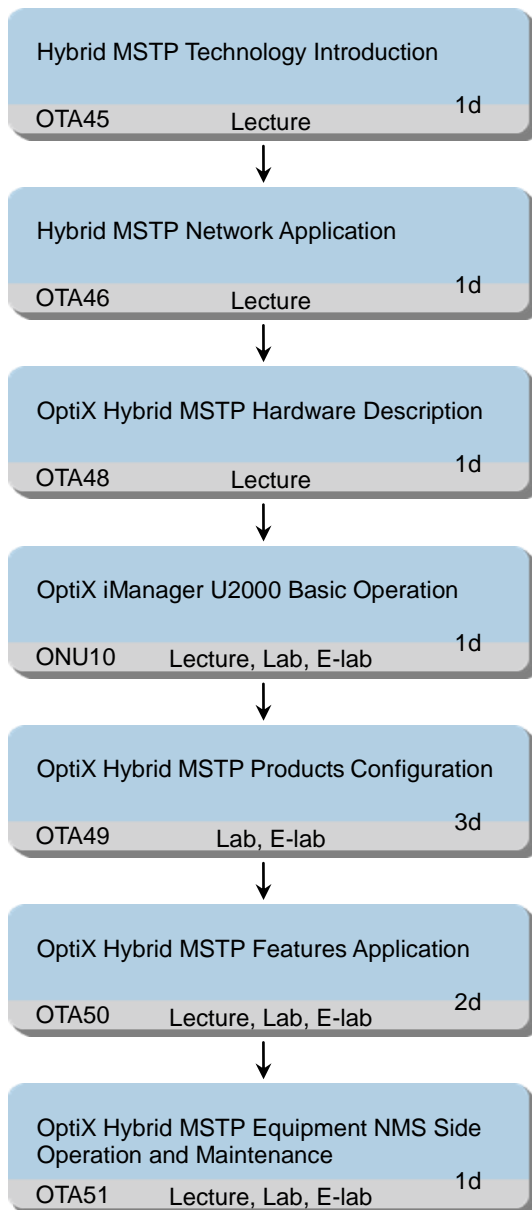 Hybrid MSTP Technology Introduction
1d
OTA45 Lecture
Hybrid MSTP Network Application
1d
OTA46 Lecture
OptiX Hybrid MSTP Hardware Description
1d
OTA48 Lecture
OptiX iManager U2000 Basic Operation
1d
ONU10 Lecture, Lab, E-lab
OptiX Hybrid MSTP Products Configuration
3d
OTA49 Lab, E-lab
OptiX Hybrid MSTP Features Application
2d
OTA50 Lecture, Lab, E-lab
OptiX Hybrid MSTP Equipment NMS Side
Operation and Maintenance
1d
OTA51 Lecture, Lab, E-lab